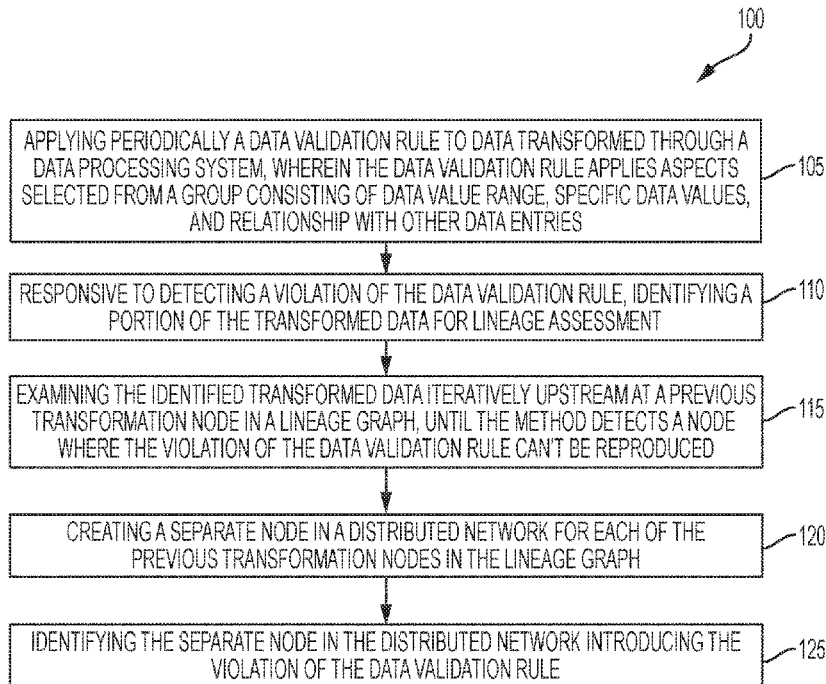 100
APPLYING PERIODICALLY A DATA VALIDATION RULE TO DATA TRANSFORMED THROUGH A
DATA PROCESSING SYSTEM, WHEREIN THE DATA VALIDATION RULE APPLIES ASPECTS
SELECTED FROM A GROUP CONSISTING OF DATA VALUE RANGE, SPECIFIC DATA VALUES,
AND RELATIONSHIP WITH OTHER DATA ENTRIES
105
RESPONSIVE TO DETECTING A VIOLATION OF THE DATA VALIDATION RULE, IDENTIFYING A
PORTION OF THE TRANSFORMED DATA FOR LINEAGE ASSESSMENT
110
EXAMINING THE IDENTIFIED TRANSFORMED DATA ITERATIVELY UPSTREAM AT A PREVIOUS
TRANSFORMATION NODE IN A LINEAGE GRAPH, UNTIL THE METHOD DETECTS A NODE
WHERE THE VIOLATION OF THE DATA VALIDATION RULE CAN'T BE REPRODUCED
115
CREATING A SEPARATE NODE IN A DISTRIBUTED NETWORK FOR EACH OF THE
PREVIOUS TRANSFORMATION NODES IN THE LINEAGE GRAPH
120
IDENTIFYING THE SEPARATE NODE IN THE DISTRIBUTED NETWORK INTRODUCING THE
VIOLATION OF THE DATA VALIDATION RULE
125